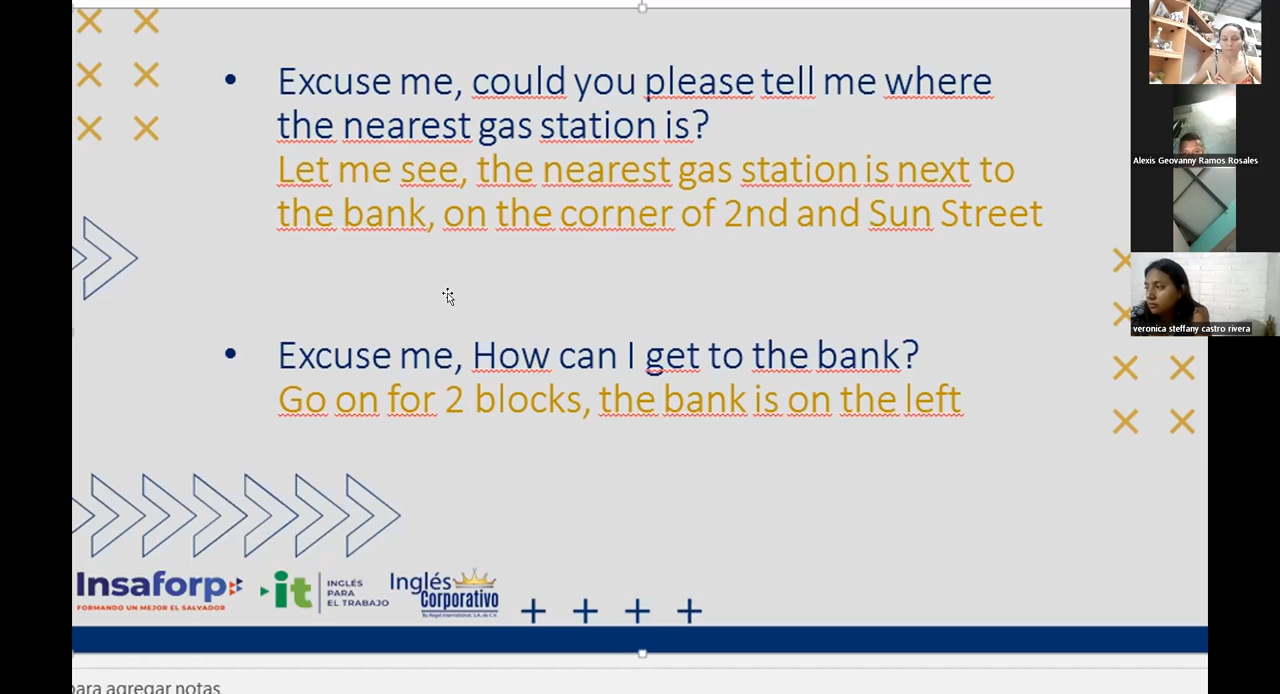 Excuse me, could you please tell me where
the nearest gas station is?
Let me see, the nearest gas station is next to
the bank, on the corner of 2nd and Sun Street
Excuse me, How can I get to the bank?
Go on for 2 blocks, the bank is on the left
Insaforp
FORMANDO UN MEJOR EL SALVADOR
it
INGLÉS
PARA
EL TRABAJO
Inglés
Corporativo
para agregar notas
Alexis Geovanny Ramos Rosales
veronica steffany castro rivera